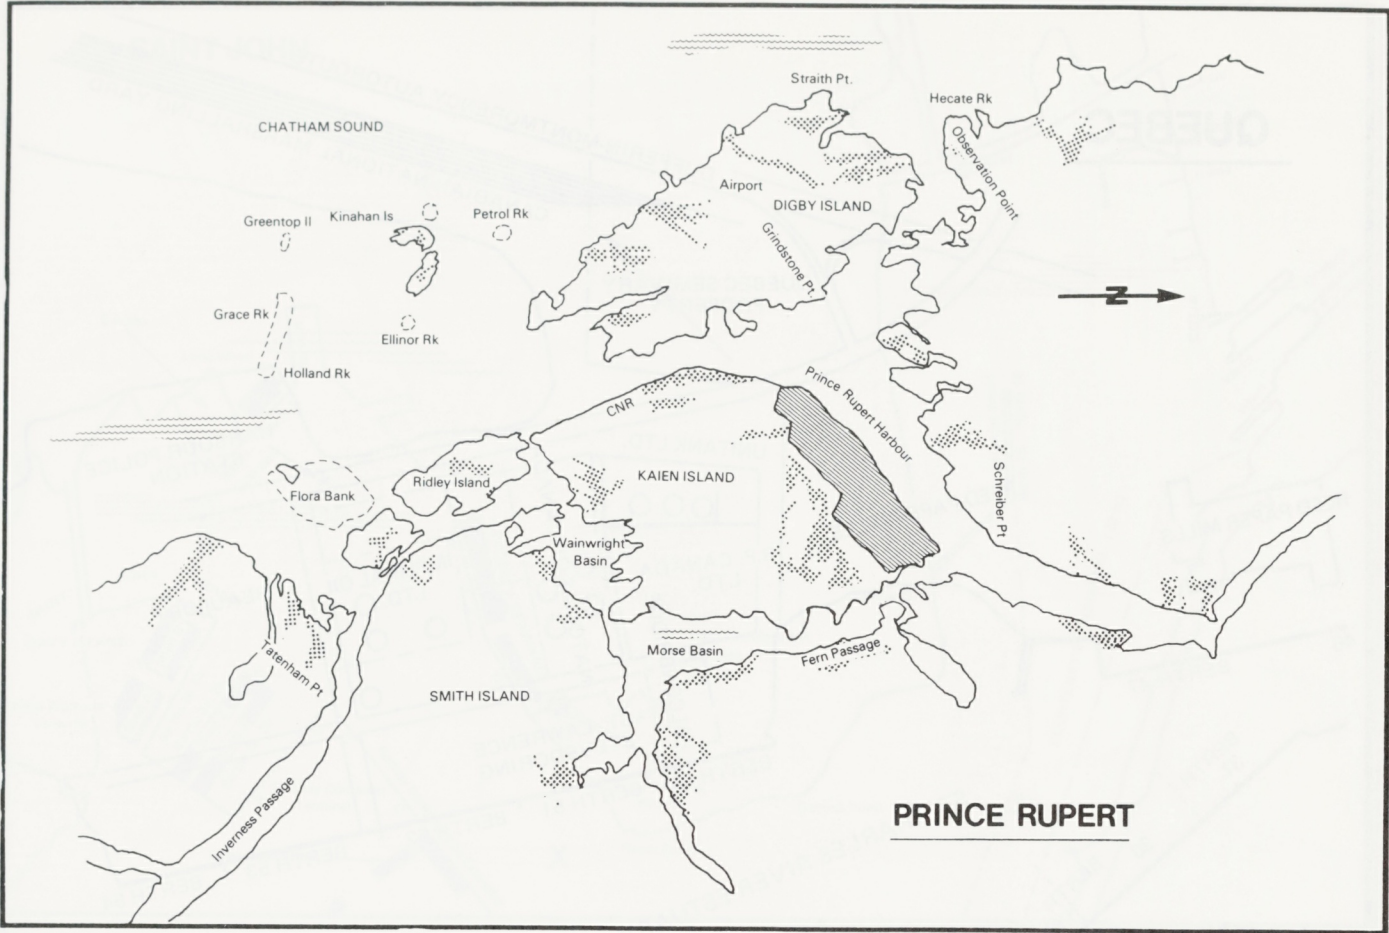 Straith Pt.
Hecate Rk
CHATHAM SOUND
Observation Point
Airport
DIGBY ISLAND
Greentop II
Kinahan Is
Petrol Rk
Grindstone Pt.
N
Grace Rk
Ellinor Rk
Holland Rk
Prince Rupert Harbour
CNR
KAIEN ISLAND
Ridley Island
Flora Bank
Schreiber Pt
Wainwright
Basin
Tatenham Pt
Morse Basin
Fern Passage
SMITH ISLAND
Inverness Passage
PRINCE RUPERT